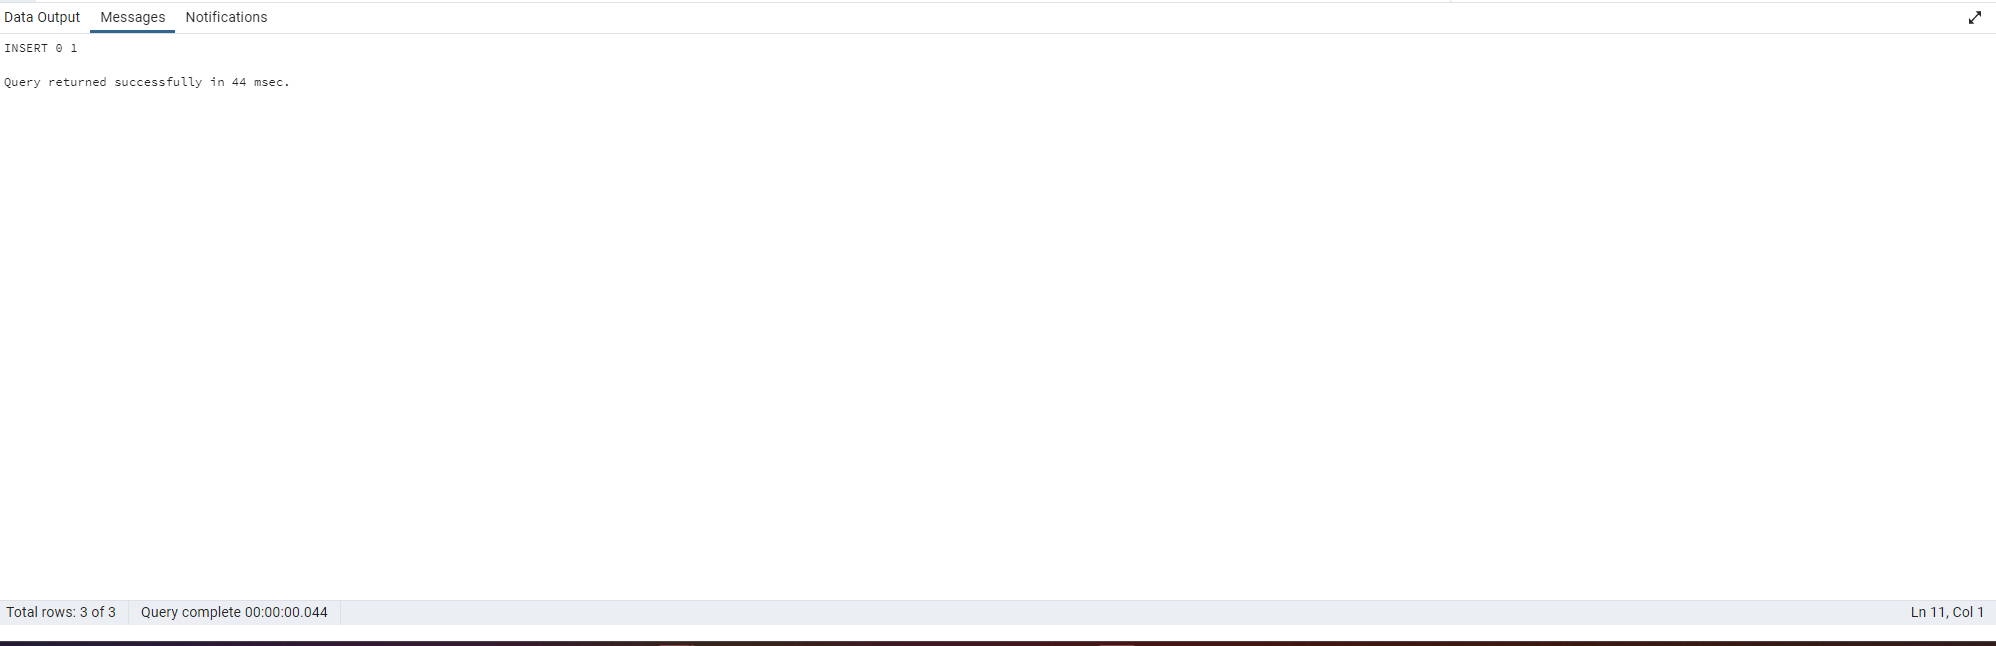 Data Output Messages Notifications
INSERT 0 1
Query returned successfully in 44 msec.
Total rows: 3 of 3 Query complete 00:00:00.044 Ln 11, Col 1